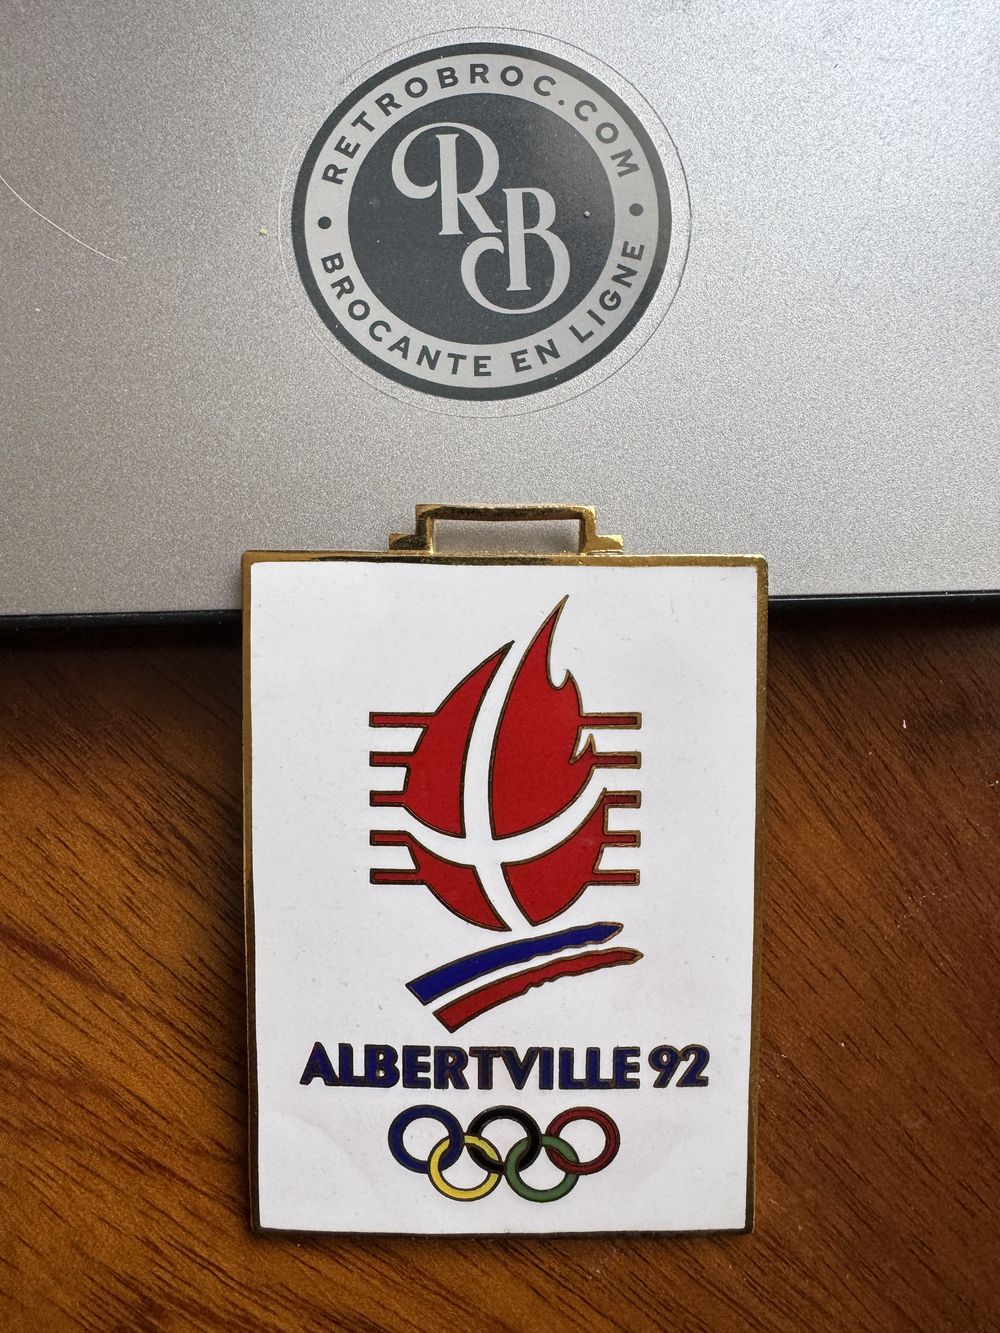 RETROBROC.COM
RB
• BROCANTE EN LIGNE •
ALBERTVILLE 92